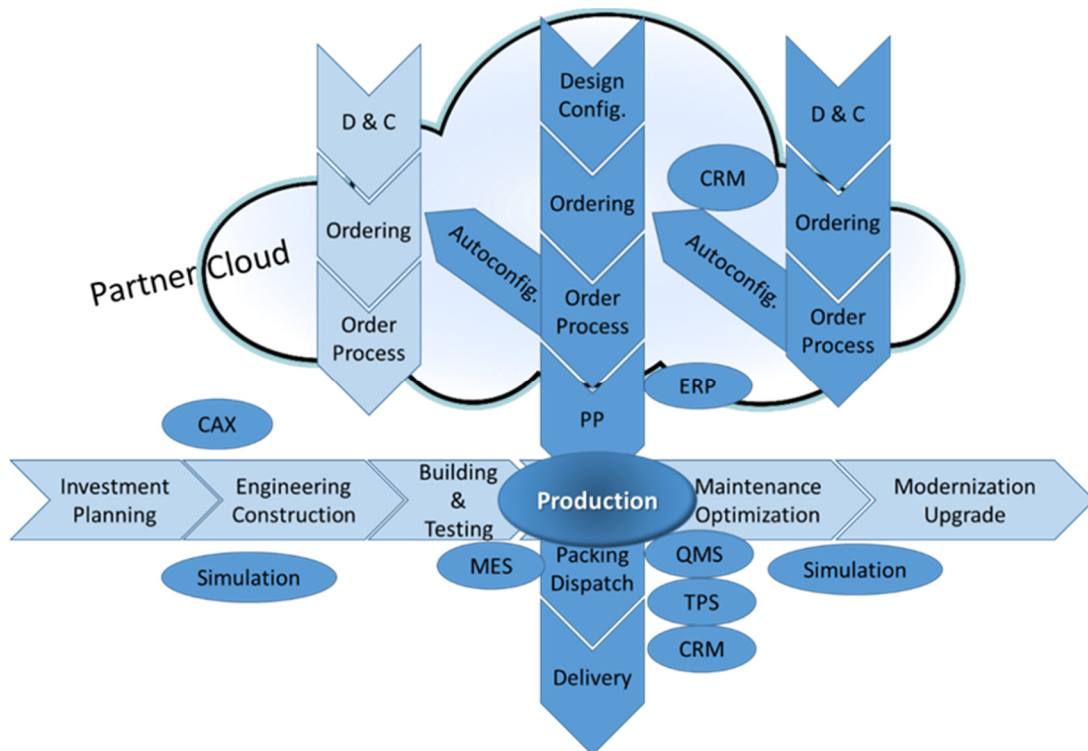 Design
Config.
D & C
D & C
CRM
Ordering
Ordering
Ordering
Autoconfig.
Autoconfig.
Partner Cloud
Order
Process
Order
Process
Order
Process
ERP
PP
CAX
Investment
Planning
Engineering
Construction
Building
&
Testing
Production
Maintenance
Optimization
Modernization
Upgrade
Simulation
MES
Packing
Dispatch
QMS
Simulation
TPS
CRM
Delivery